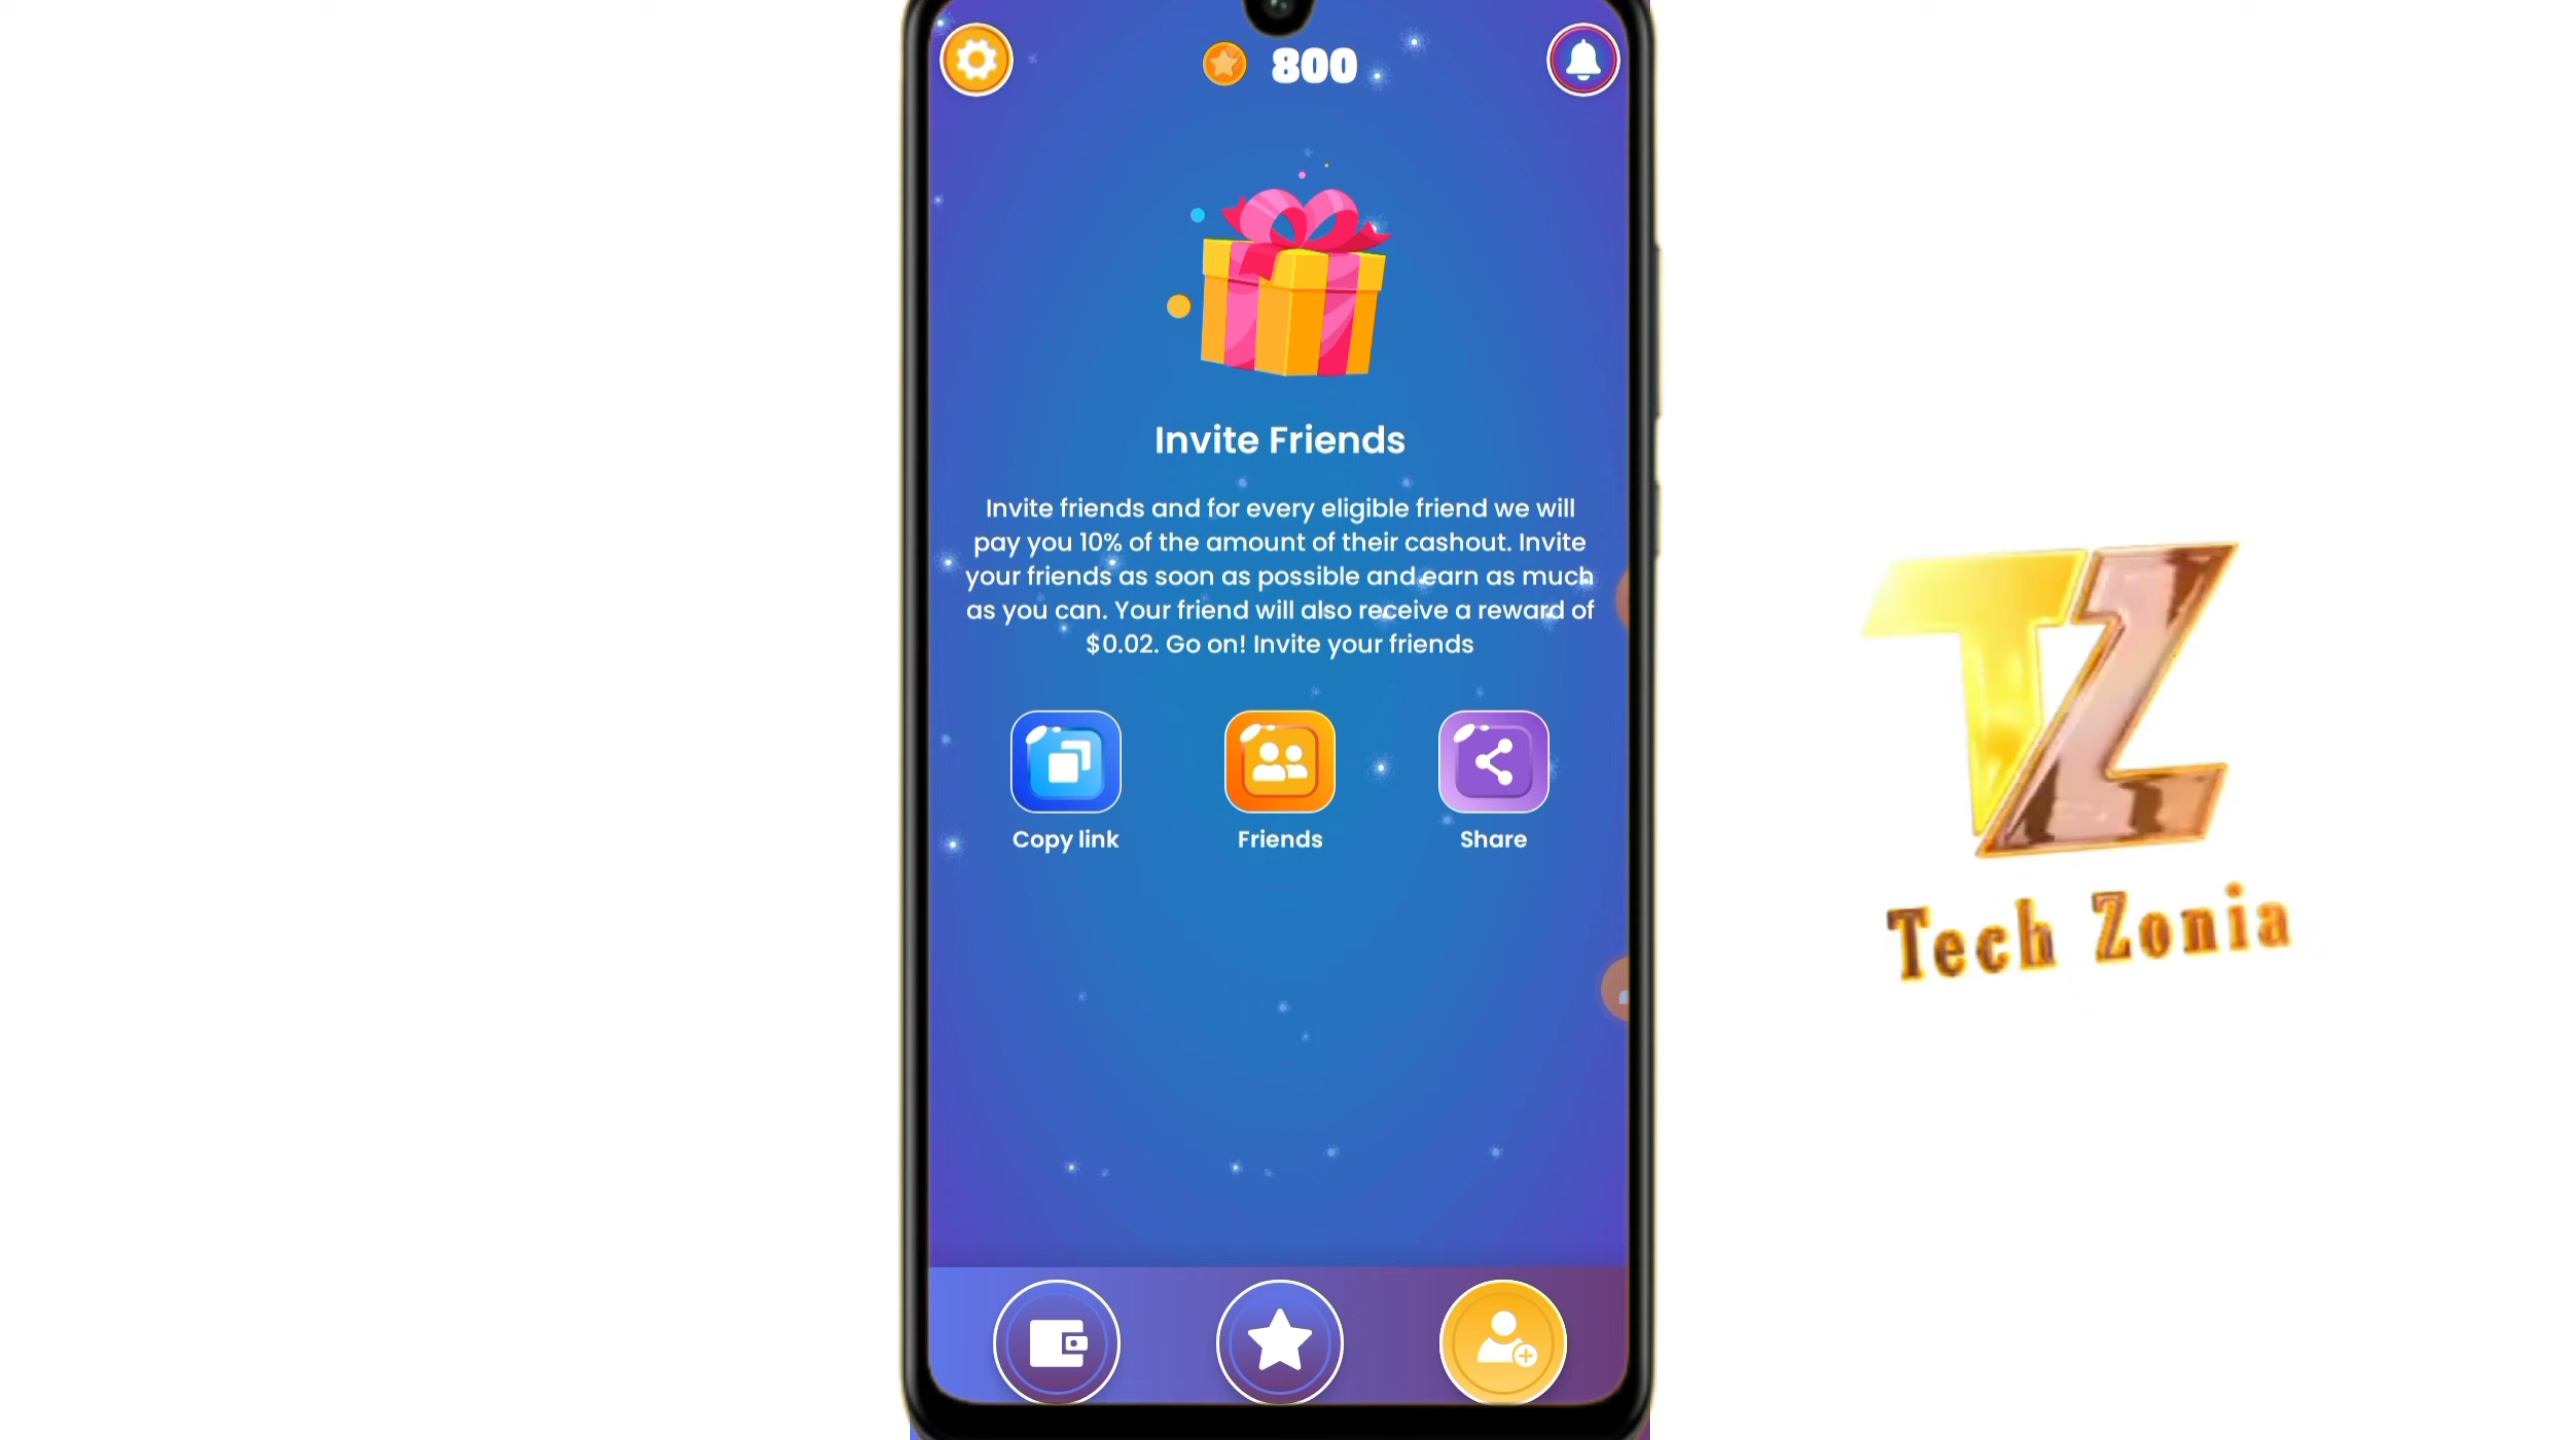 800
Invite Friends
Invite friends and for every eligible friend we will
pay you 10% of the amount of their cashout. Invite
your friends as soon as possible and earn as much
as you can. Your friend will also receive a reward of
$0.02. Go on! Invite your friends
Copy link
Friends
Share
TZ
Tech Zonia